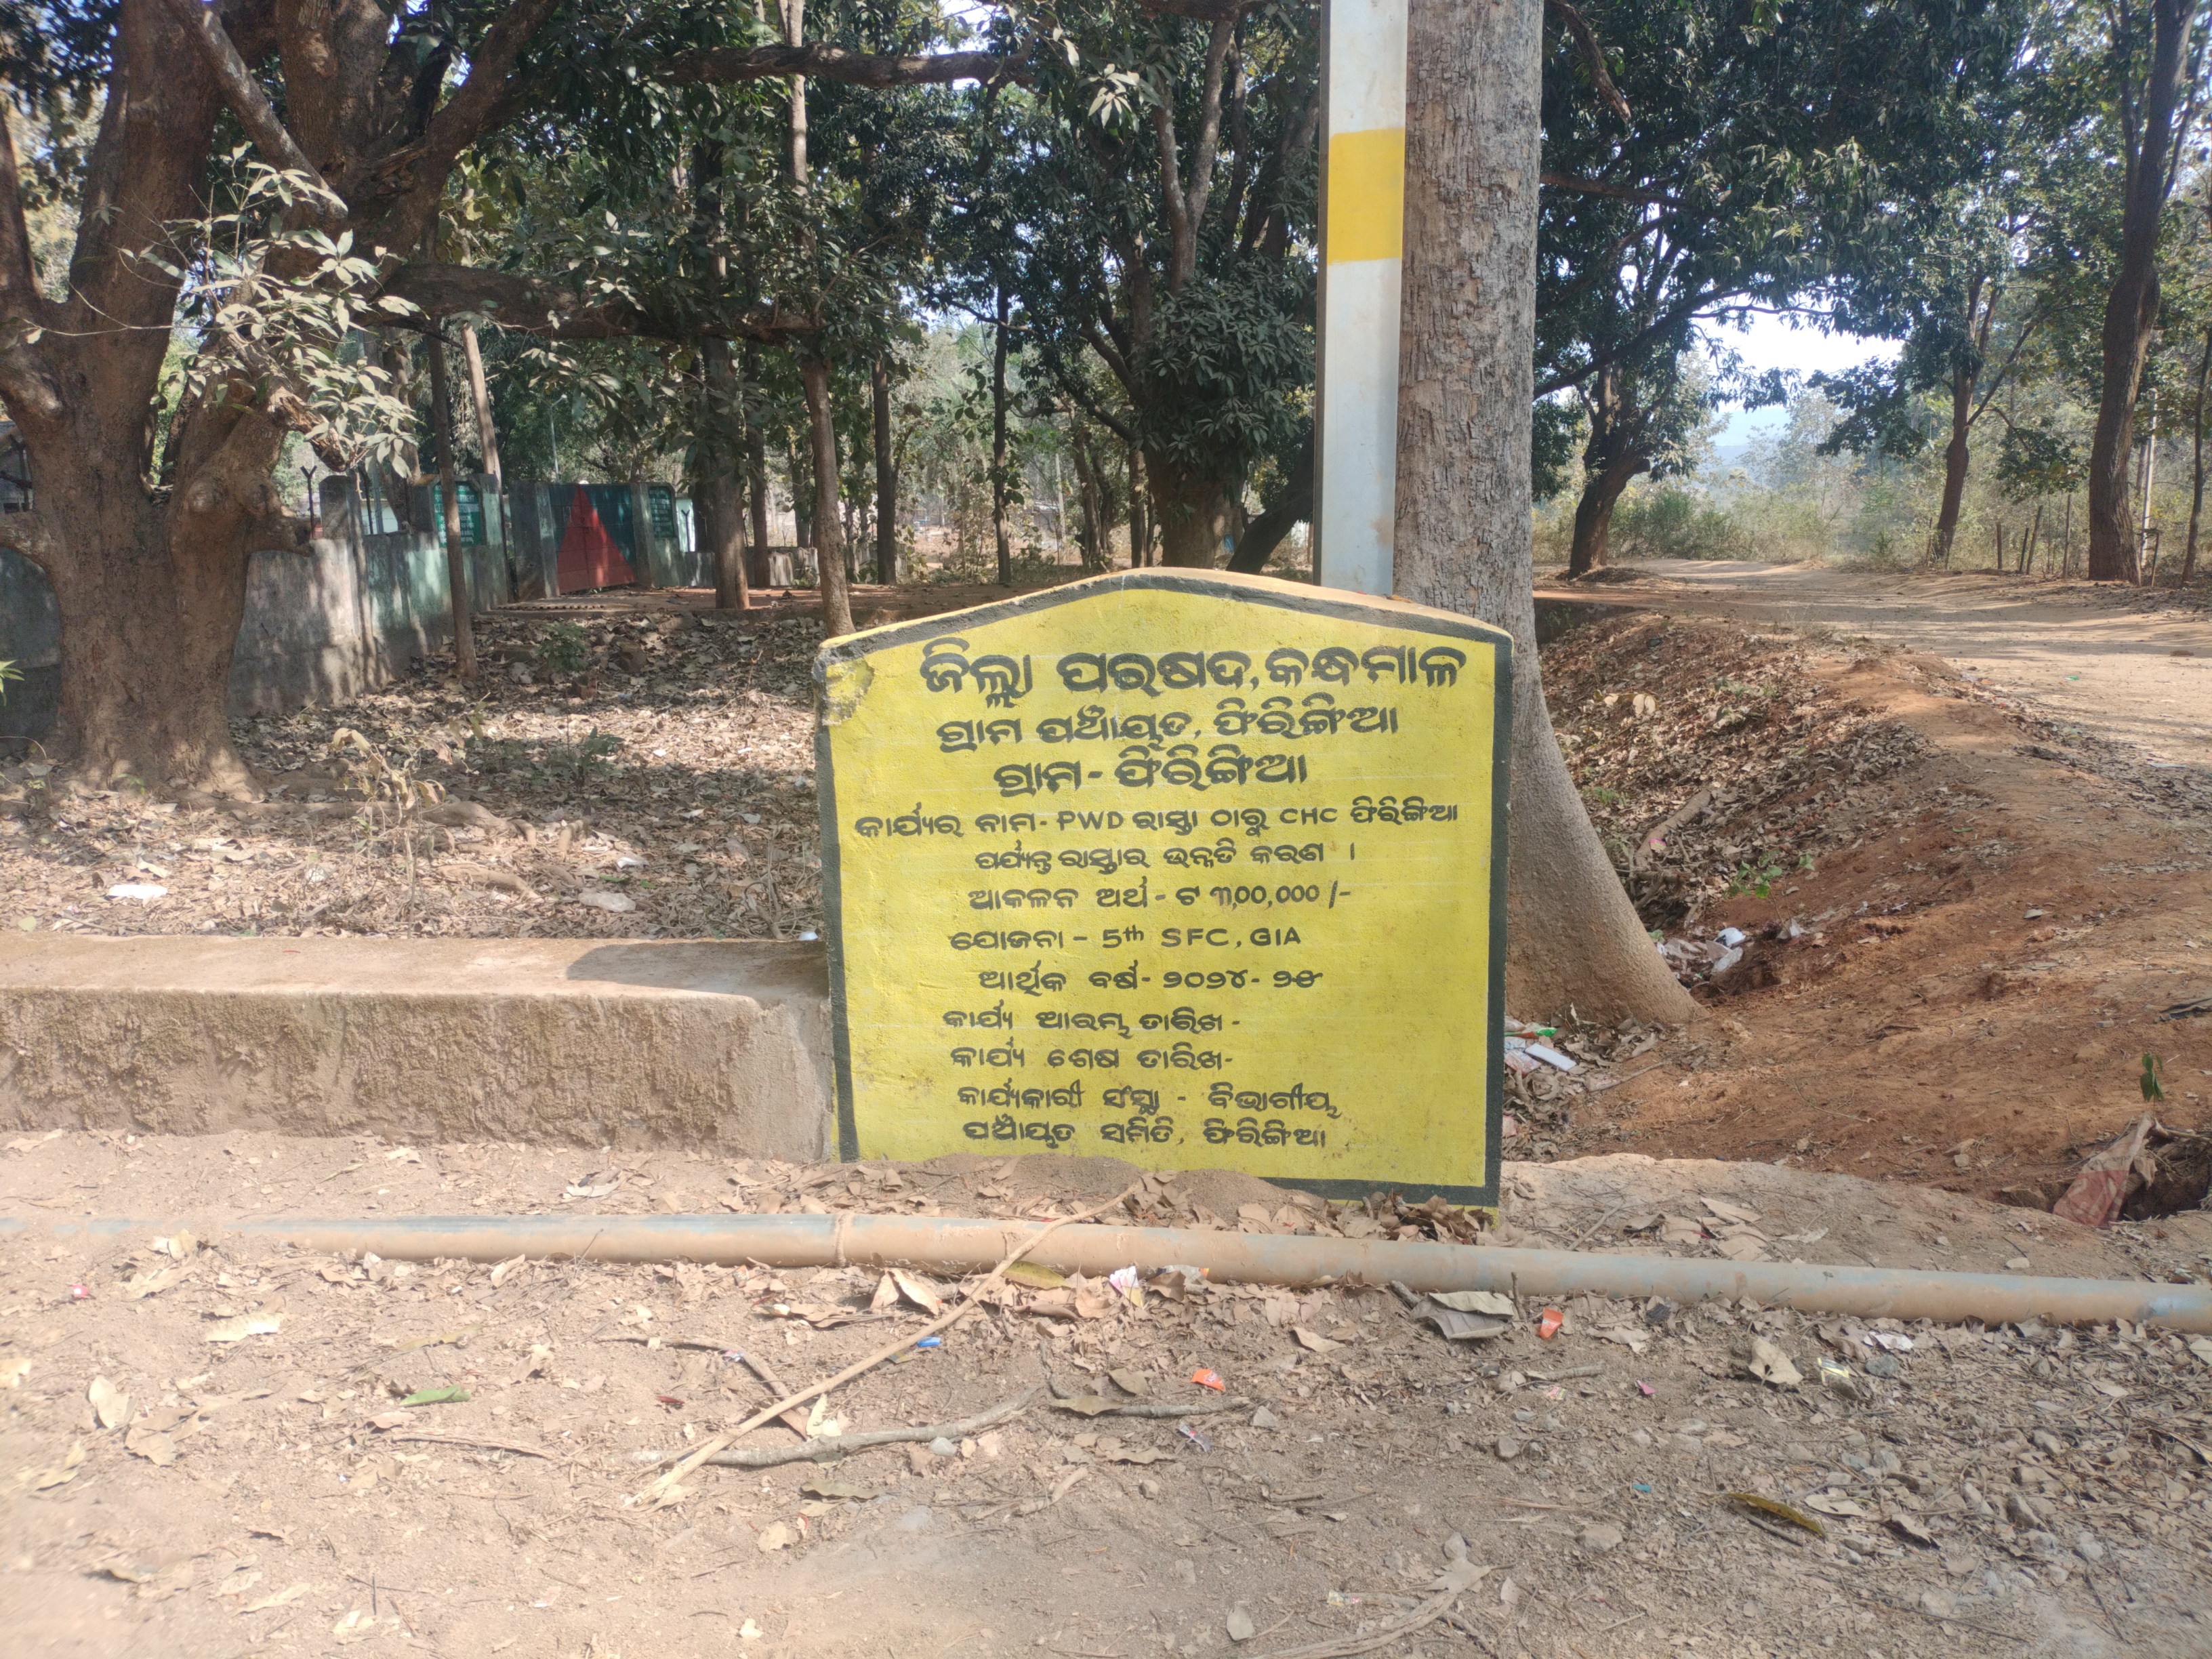 ଜିଲ୍ଲା ପରିଷଦ, କନ୍ଧମାଳ
ଗ୍ରାମ ପଞ୍ଚାୟତ, ଫିରିଙ୍ଗିଆ
ଗ୍ରାମ- ଫିରିଙ୍ଗିଆ
କାର୍ଯ୍ୟର ନାମ- PWD ରାସ୍ତା ଠାରୁ CHC ଫିରିଙ୍ଗିଆ
ପର୍ଯ୍ୟନ୍ତ ରାସ୍ତାର ଉନ୍ନତି କରଣ ।
ଆକଳନ ଅର୍ଥ - ଟ ୩,୦୦,୦୦୦ /-
ଯୋଜନା - 5th SFC, GIA
ଆର୍ଥିକ ବର୍ଷ- ୨୦୨୪- ୨୫
କାର୍ଯ୍ୟ ଆରମ୍ଭ ତାରିଖ -
କାର୍ଯ୍ୟ ଶେଷ ତାରିଖ-
କାର୍ଯ୍ୟକାରୀ ସଂସ୍ଥା - ବିଭାଗୀୟ
ପଞ୍ଚାୟତ ସମିତି, ଫିରିଙ୍ଗିଆ